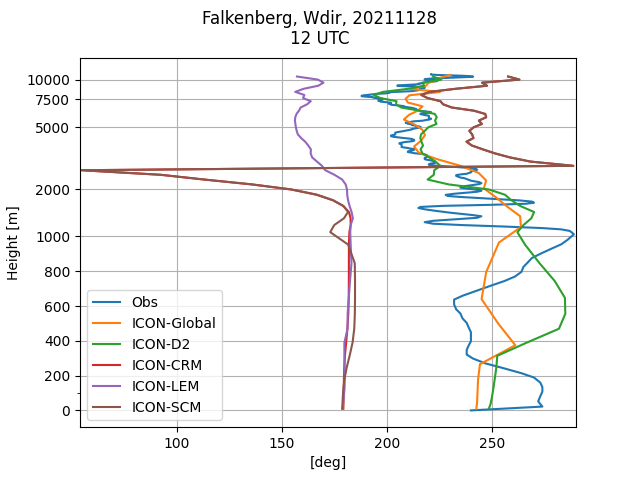 Falkenberg, Wdir, 20211128
12 UTC
10000
7500
5000
2000
1000
800
600
400
200
0
Height [m]
Obs
ICON-Global
ICON-D2
ICON-CRM
ICON-LEM
ICON-SCM
100
150
200
250
[deg]